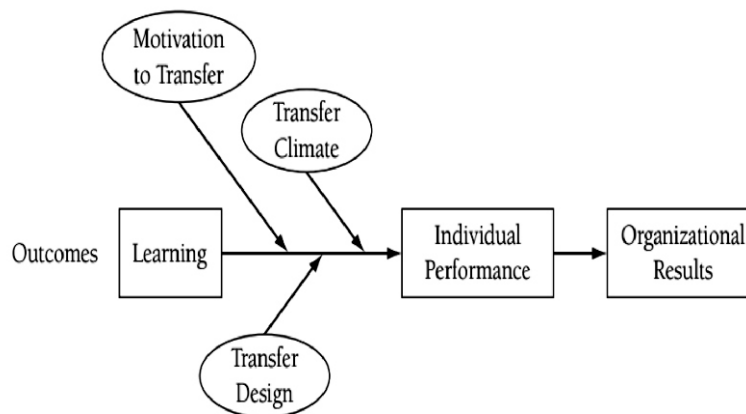 Motivation
to Transfer
Transfer
Climate
Outcomes
Learning
Individual
Performance
Organizational
Results
Transfer
Design